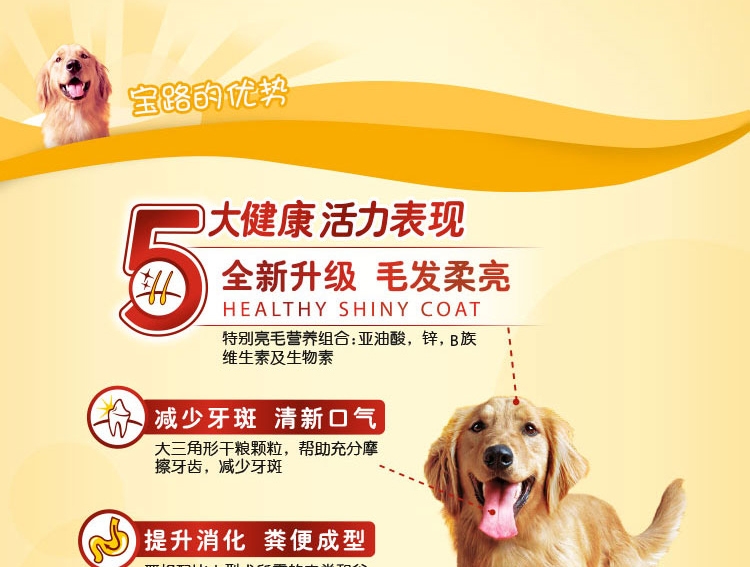 宝路的优势
5大健康 活力表现
全新升级 毛发柔亮
HEALTHY SHINY COAT
特别亮毛营养组合:亚油酸，锌，B族
维生素及生物素
减少牙斑 清新口气
大三角形干粮颗粒，帮助充分摩
擦牙齿，减少牙斑
提升消化 粪便成型